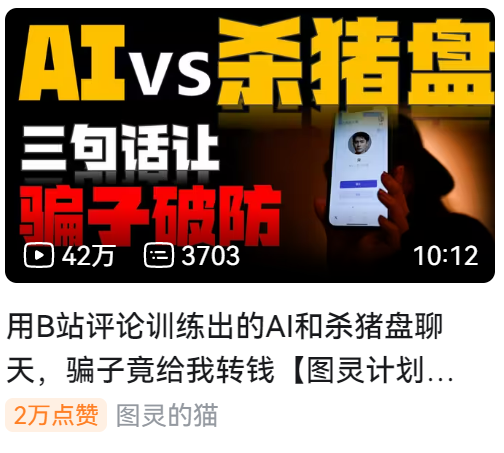 AI vs 杀猪盘
三句话让
骗子破防
42万 3703 10:12
用B站评论训练出的AI和杀猪盘聊
天，骗子竟给我转钱【图灵计划…
2万点赞 图灵的猫